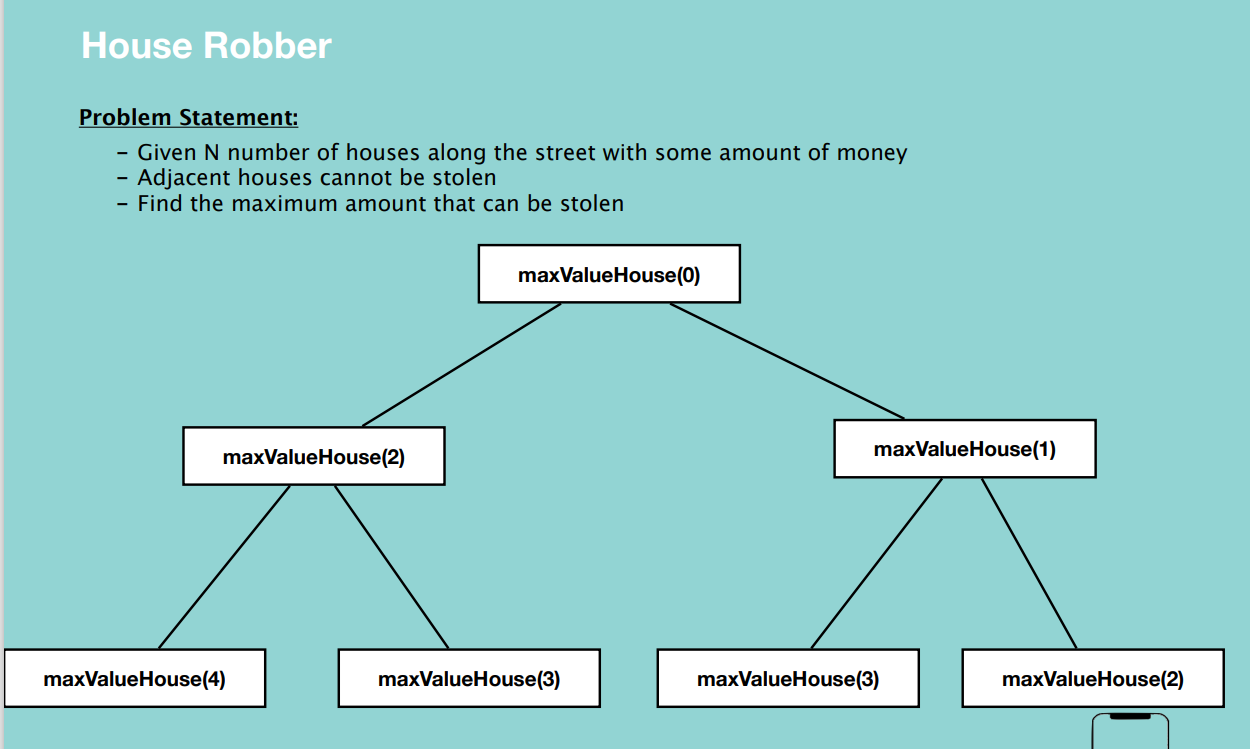 House Robber
Problem Statement:
– Given N number of houses along the street with some amount of money
– Adjacent houses cannot be stolen
– Find the maximum amount that can be stolen
maxValueHouse(0)
maxValueHouse(2)
maxValueHouse(1)
maxValueHouse(4)
maxValueHouse(3)
maxValueHouse(3)
maxValueHouse(2)